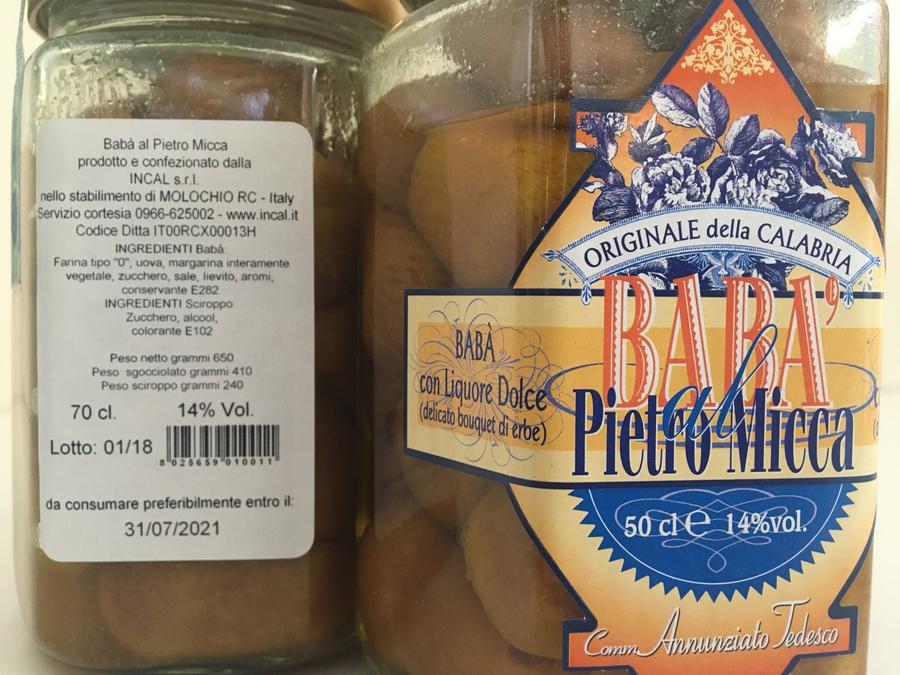 Babà al Pietro Micca
prodotto e confezionato dalla
INCAL s.r.l.
nello stabilimento di MOLOCHIO RC - Italy
Servizio cortesia 0966-625002 - www.incal.it
Codice Ditta IT00RCX00013H
INGREDIENTI Babà:
Farina tipo "0", uova, margarina interamente
vegetale, zucchero, sale, lievito, aromi,
conservante E282
INGREDIENTI Sciroppo:
Zucchero, alcool,
colorante E102
Peso netto grammi 650
Peso sgocciolato grammi 410
Peso sciroppo grammi 240
70 cl. 14% Vol.
Lotto: 01/18
8 025659 010011
da consumare preferibilmente entro il:
31/07/2021
ORIGINALE della CALABRIA
BABA'
al
Pietro Micca
BABÀ
con Liquore Dolce
(delicato bouquet di erbe)
50 cl e 14%vol.
Comm Annunziato Tedesco